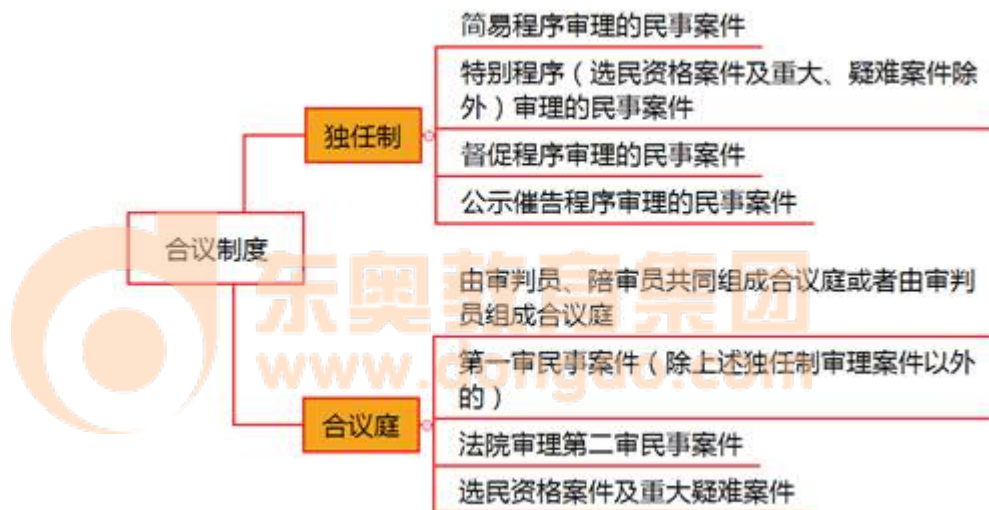 简易程序审理的民事案件
特别程序（选民资格案件及重大、疑难案件除
外）审理的民事案件
独任制
督促程序审理的民事案件
公示催告程序审理的民事案件
合议制度
东奥教育集团
www.dongao.com
由审判员、陪审员共同组成合议庭或者由审判
员组成合议庭
第一审民事案件（除上述独任制审理案件以外
的）
合议庭
法院审理第二审民事案件
选民资格案件及重大疑难案件